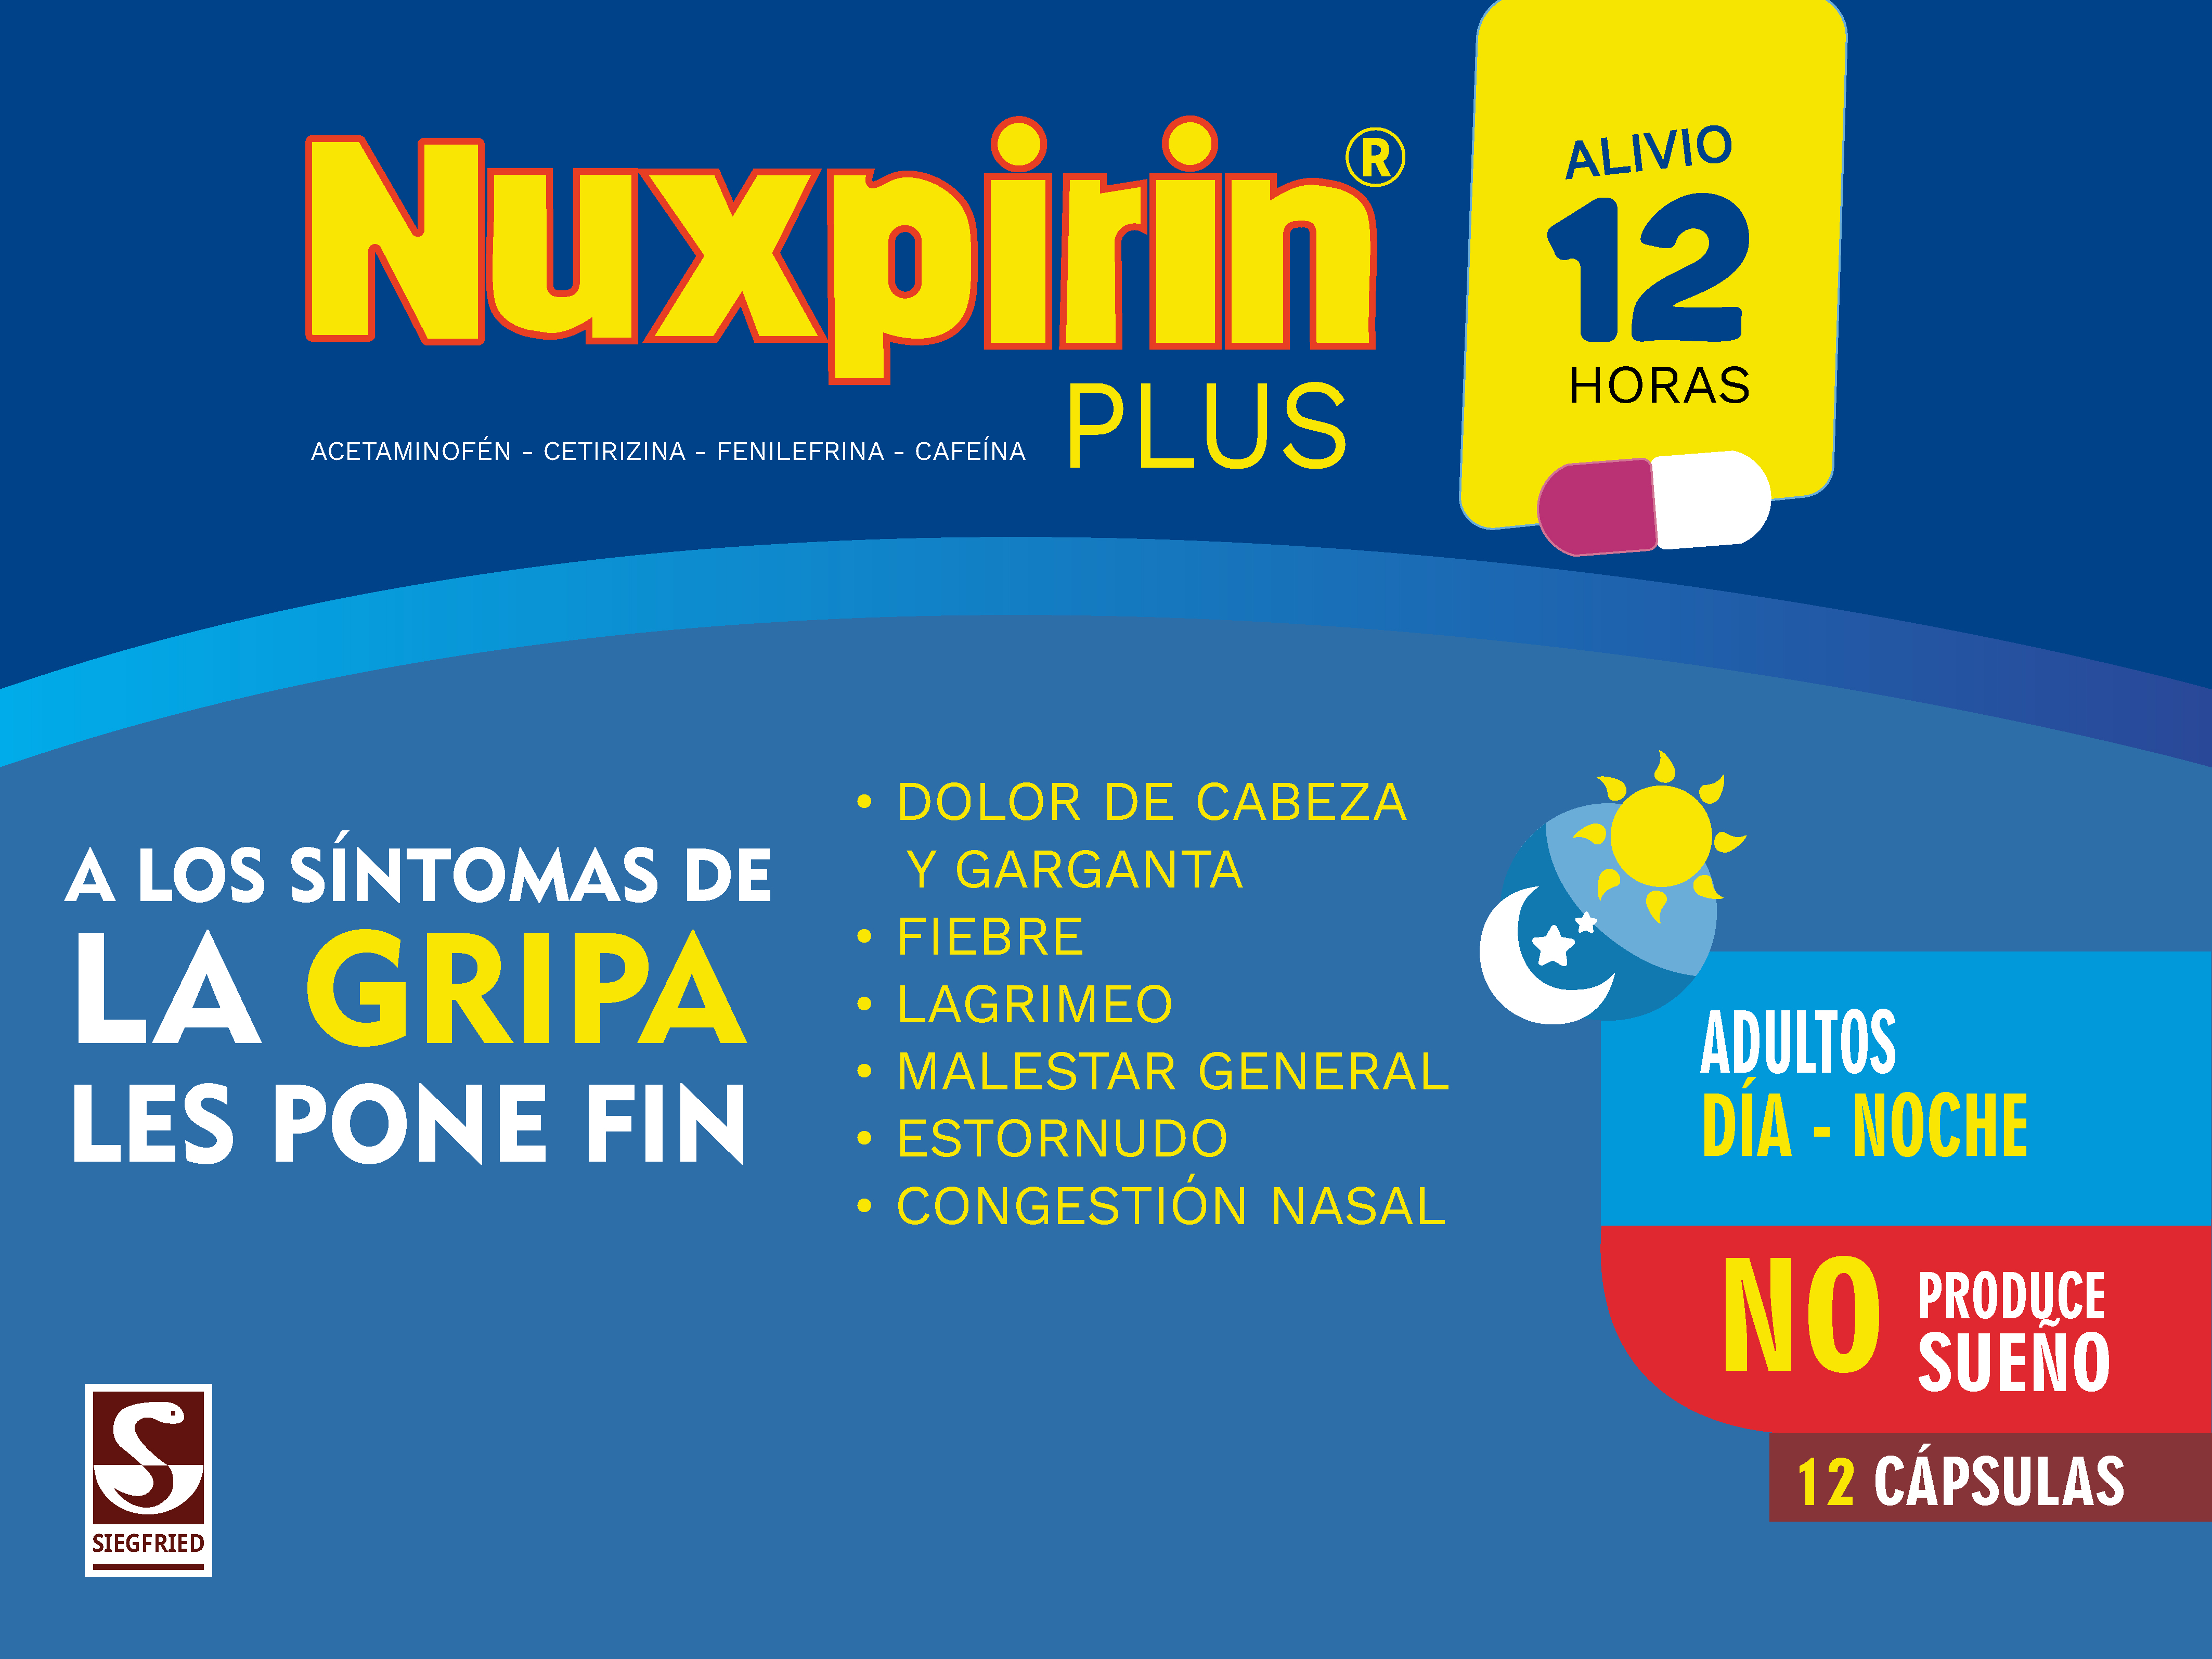 Nuxpirin®
PLUS
ACETAMINOFÉN - CETIRIZINA - FENILEFRINA - CAFEÍNA
ALIVIO
12
HORAS
A LOS SÍNTOMAS DE
LA GRIPA
LES PONE FIN
• DOLOR DE CABEZA
Y GARGANTA
• FIEBRE
• LAGRIMEO
• MALESTAR GENERAL
• ESTORNUDO
• CONGESTIÓN NASAL
ADULTOS
DÍA - NOCHE
NO PRODUCE
SUEÑO
12 CÁPSULAS
SIEGFRIED